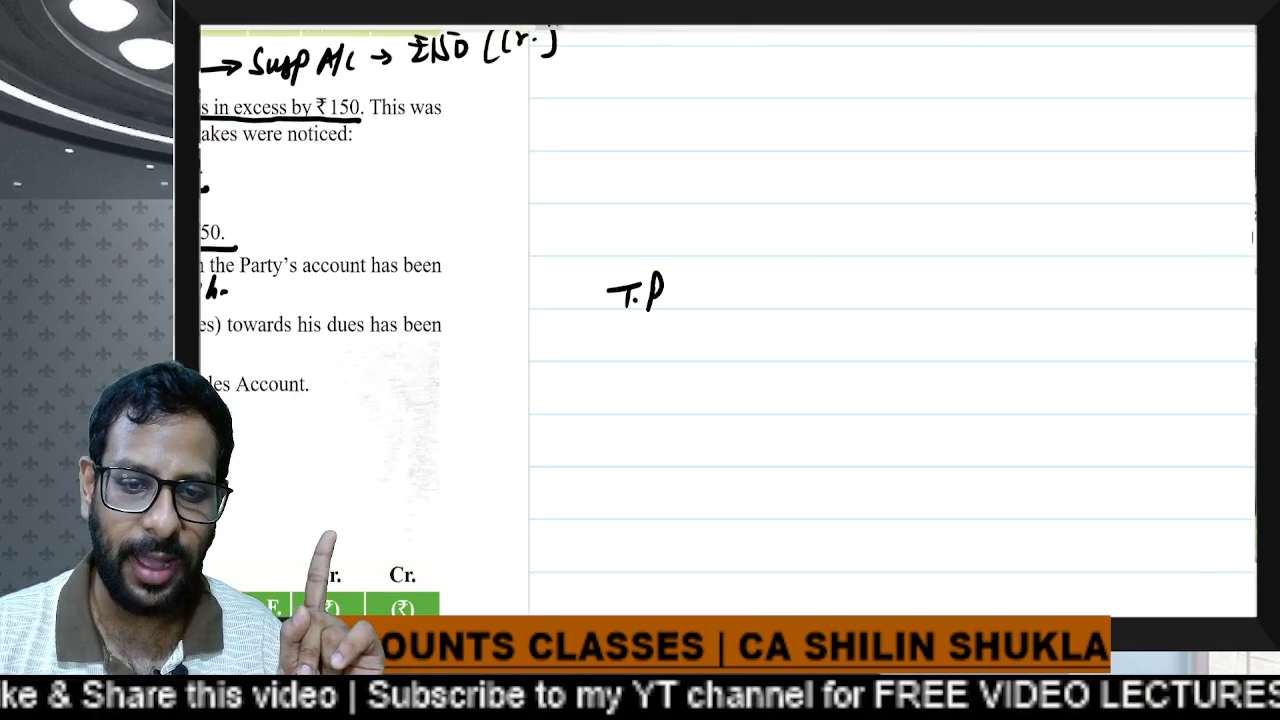 → Susp A/c → ₹150 (Cr.)
s in excess by ₹150. This was
akes were noticed:
50.
the Party's account has been
es) towards his dues has been
les Account.
T.P
r. Cr.
F. (₹) (₹)
OUNTS CLASSES | CA SHILIN SHUKLA
ke & Share this video | Subscribe to my YT channel for FREE VIDEO LECTURES